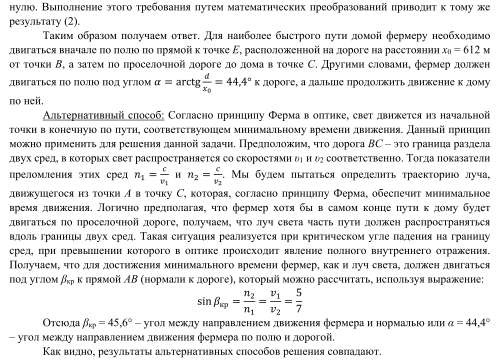 нулю. Выполнение этого требования путем математических преобразований приводит к тому же
результату (2).
Таким образом получаем ответ. Для наиболее быстрого пути домой фермеру необходимо
двигаться вначале по полю по прямой к точке E, расположенной на дороге на расстоянии x₀ = 612 м
от точки B, а затем по проселочной дороге до дома в точке C. Другими словами, фермер должен
двигаться по полю под углом α = arctg d/x₀ = 44,4° к дороге, а дальше продолжить движение к дому
по ней.
Альтернативный способ: Согласно принципу Ферма в оптике, свет движется из начальной
точки в конечную по пути, соответствующем минимальному времени движения. Данный принцип
можно применить для решения данной задачи. Предположим, что дорога BC – это граница раздела
двух сред, в которых свет распространяется со скоростями υ₁ и υ₂ соответственно. Тогда показатели
преломления этих сред n₁ = c/v₁ и n₂ = c/v₂. Мы будем пытаться определить траекторию луча,
движущегося из точки A в точку C, которая, согласно принципу Ферма, обеспечит минимальное
время движения. Логично предполагая, что фермер хотя бы в самом конце пути к дому будет
двигаться по проселочной дороге, получаем, что луч света часть пути должен распространяться
вдоль границы двух сред. Такая ситуация реализуется при критическом угле падения на границу
сред, при превышении которого в оптике происходит явление полного внутреннего отражения.
Получаем, что для достижения минимального времени фермер, как и луч света, должен двигаться
под углом βкр к прямой AB (нормали к дороге), который можно рассчитать, используя выражение:
sin βкр = n₂/n₁ = v₁/v₂ = 5/7
Отсюда βкр = 45,6° – угол между направлением движения фермера и нормалью или α = 44,4°
– угол между направлением движения фермера по полю и дорогой.
Как видно, результаты альтернативных способов решения совпадают.